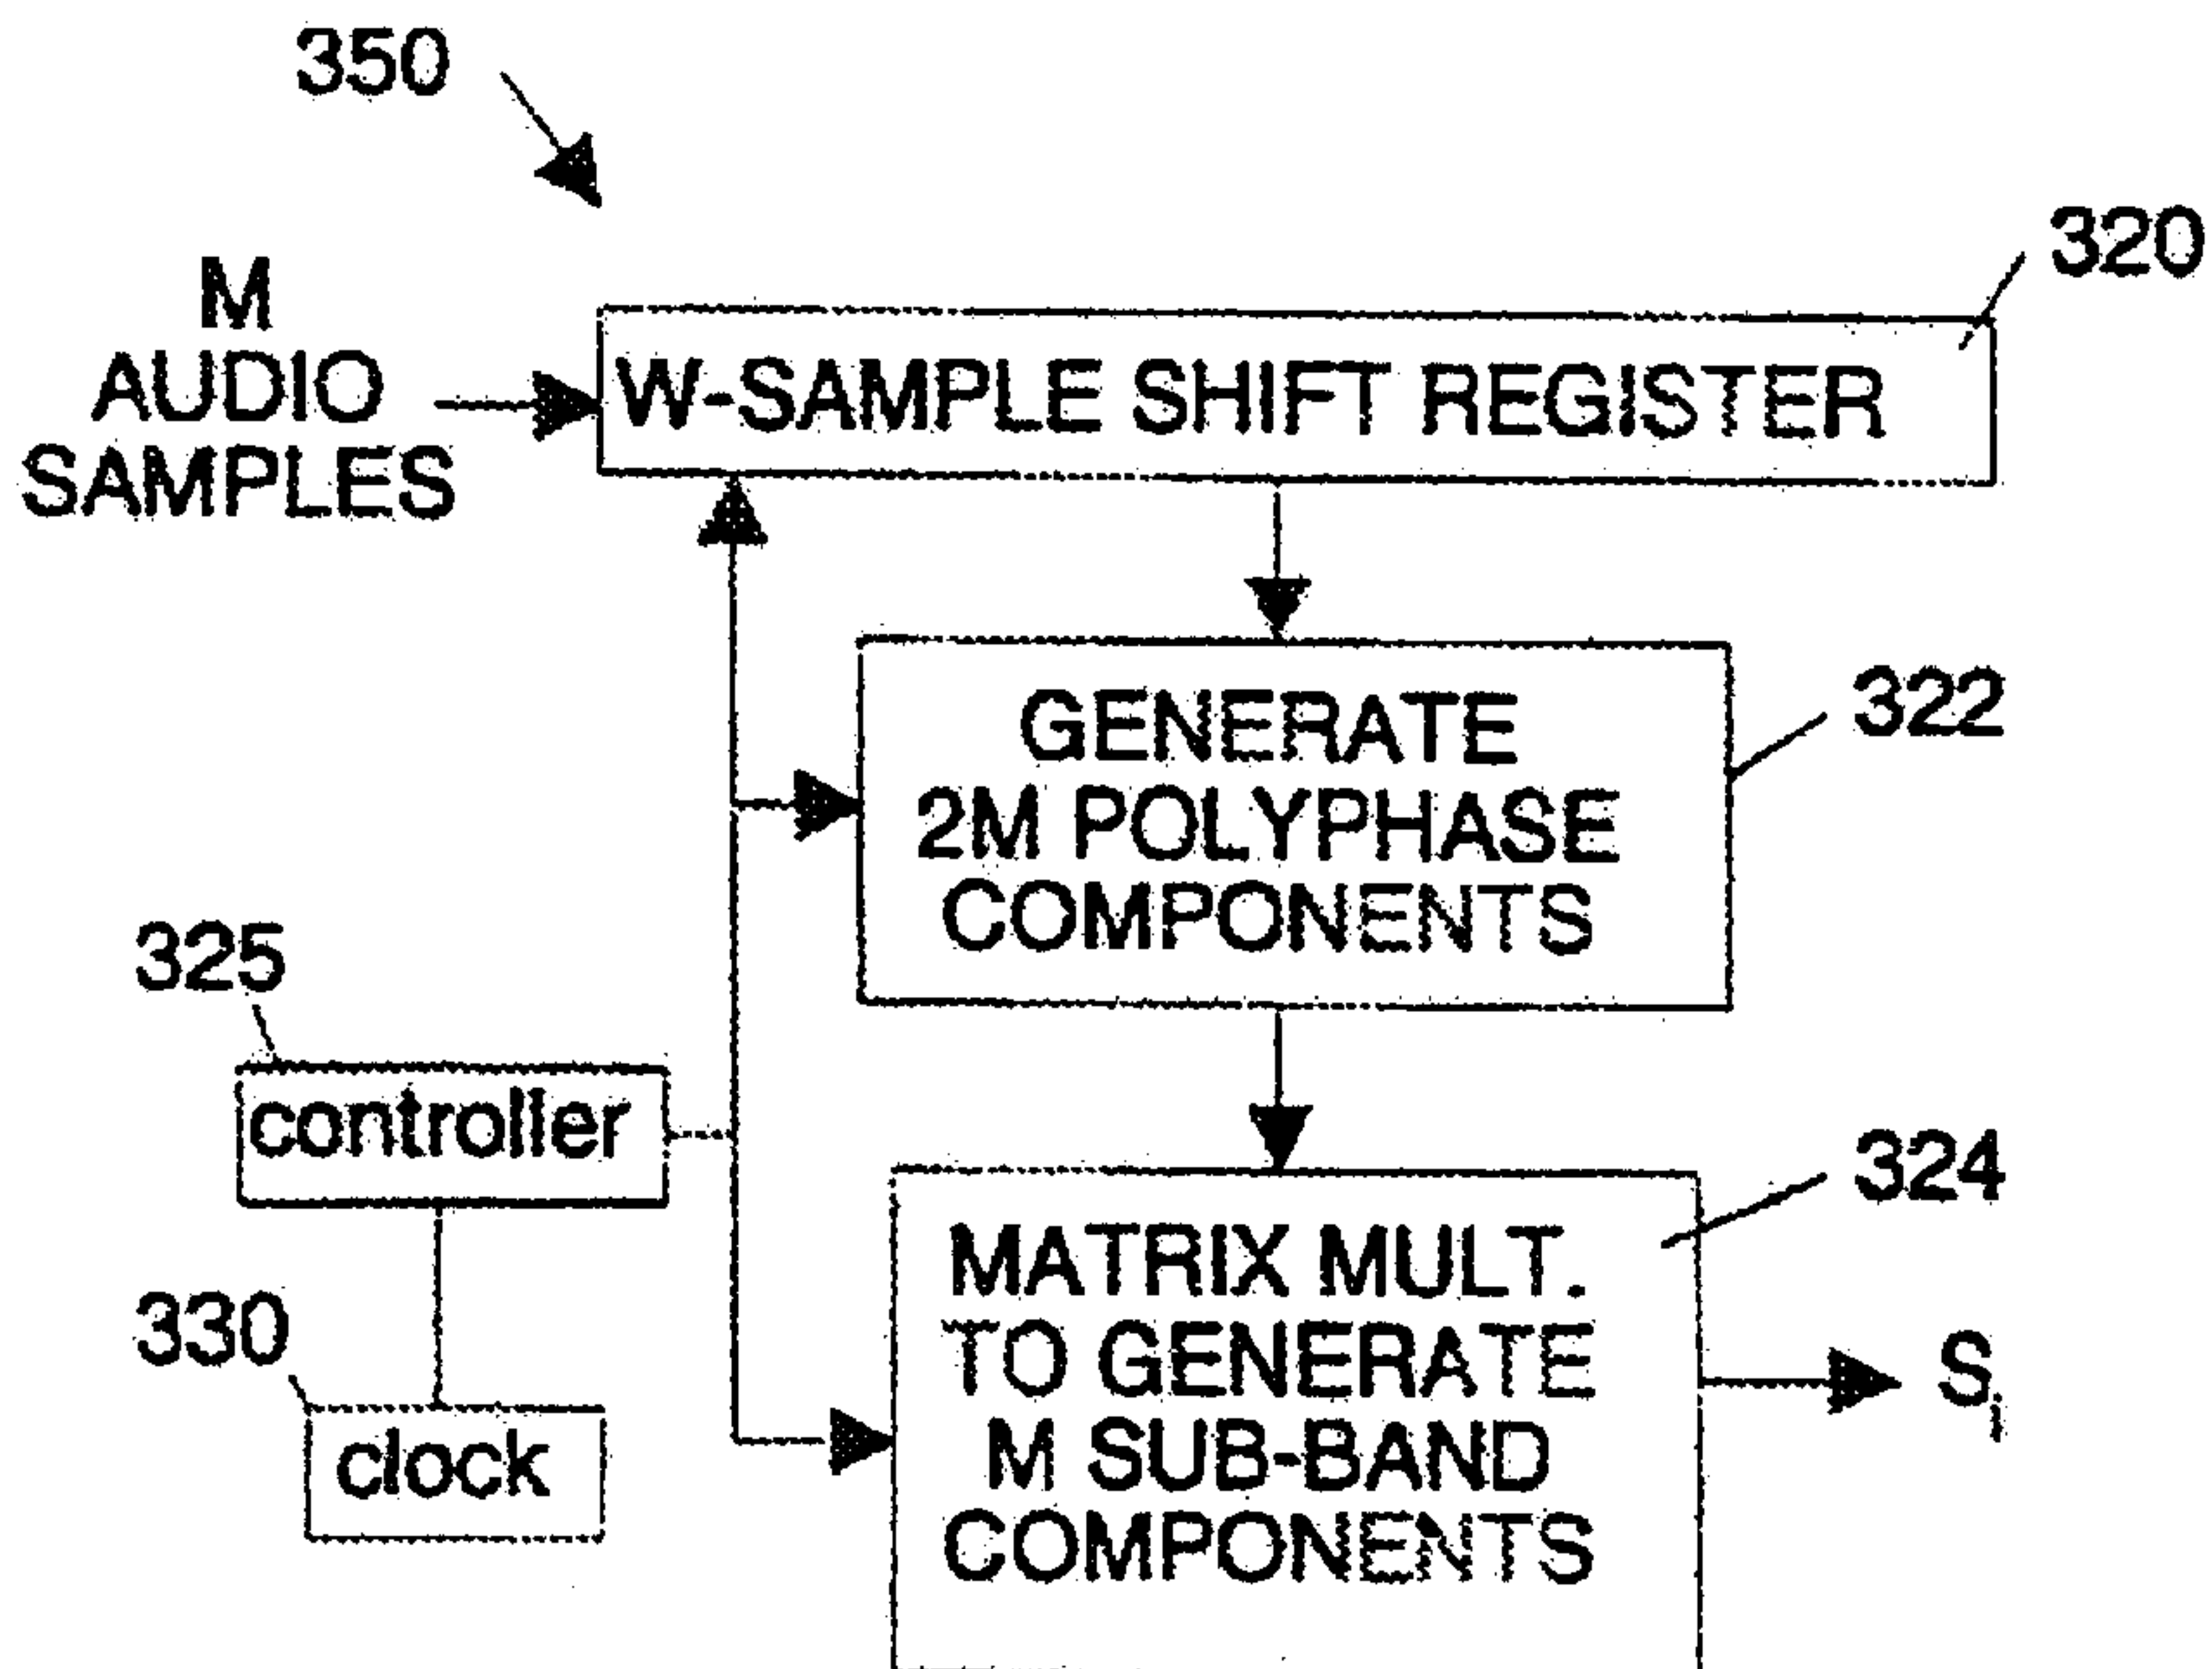 350
320
M
AUDIO
SAMPLES
W-SAMPLE SHIFT REGISTER
322
GENERATE
2M POLYPHASE
COMPONENTS
325
controller
324
MATRIX MULT.
TO GENERATE
M SUB-BAND
COMPONENTS
330
clock
Si